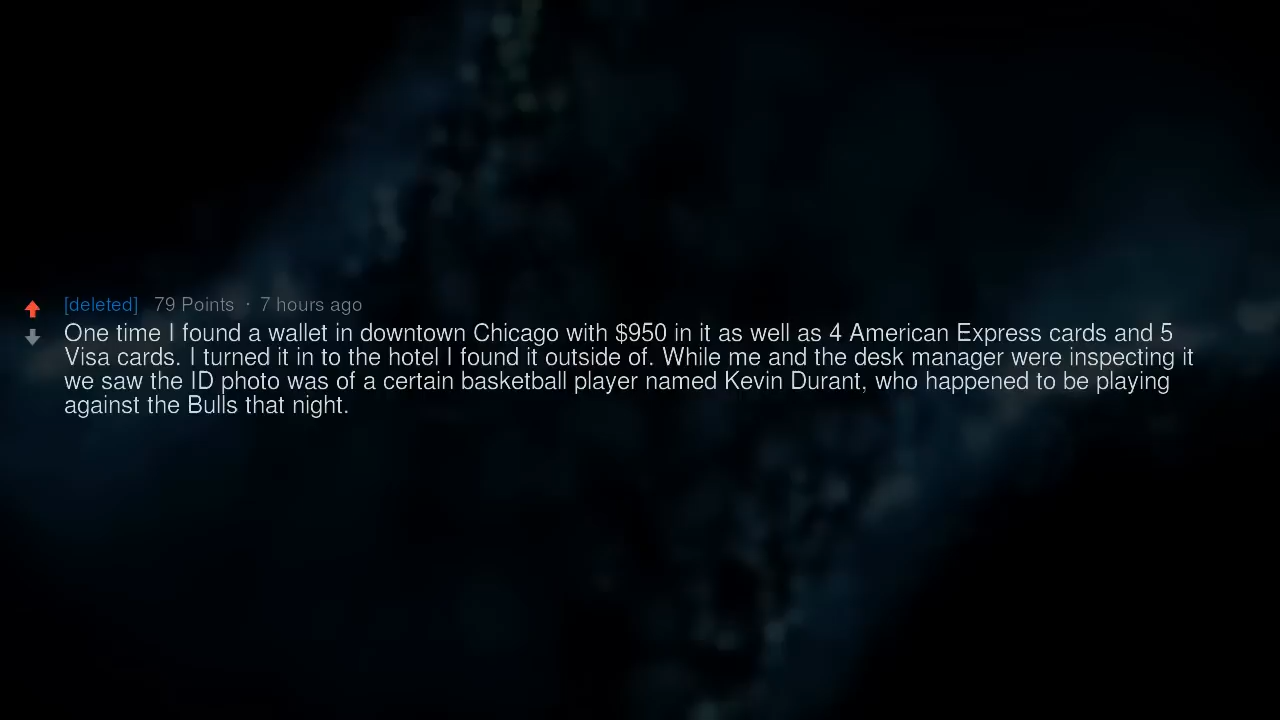 [deleted] 79 Points · 7 hours ago
One time I found a wallet in downtown Chicago with $950 in it as well as 4 American Express cards and 5
Visa cards. I turned it in to the hotel I found it outside of. While me and the desk manager were inspecting it
we saw the ID photo was of a certain basketball player named Kevin Durant, who happened to be playing
against the Bulls that night.